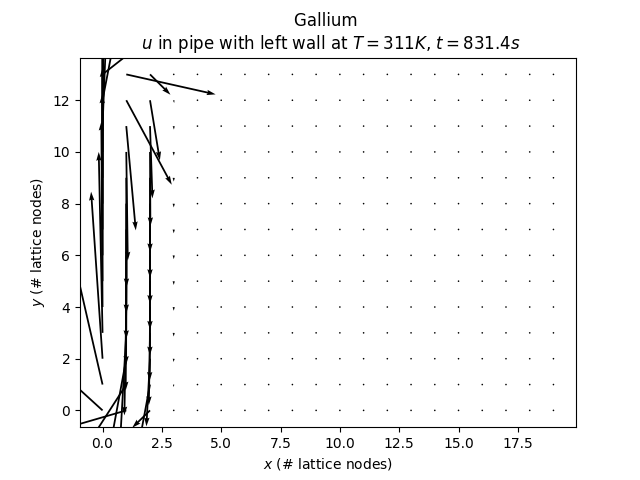 Gallium
u in pipe with left wall at T = 311K, t = 831.4s
12
10
8
6
4
2
0
y (# lattice nodes)
0.0 2.5 5.0 7.5 10.0 12.5 15.0 17.5
x (# lattice nodes)